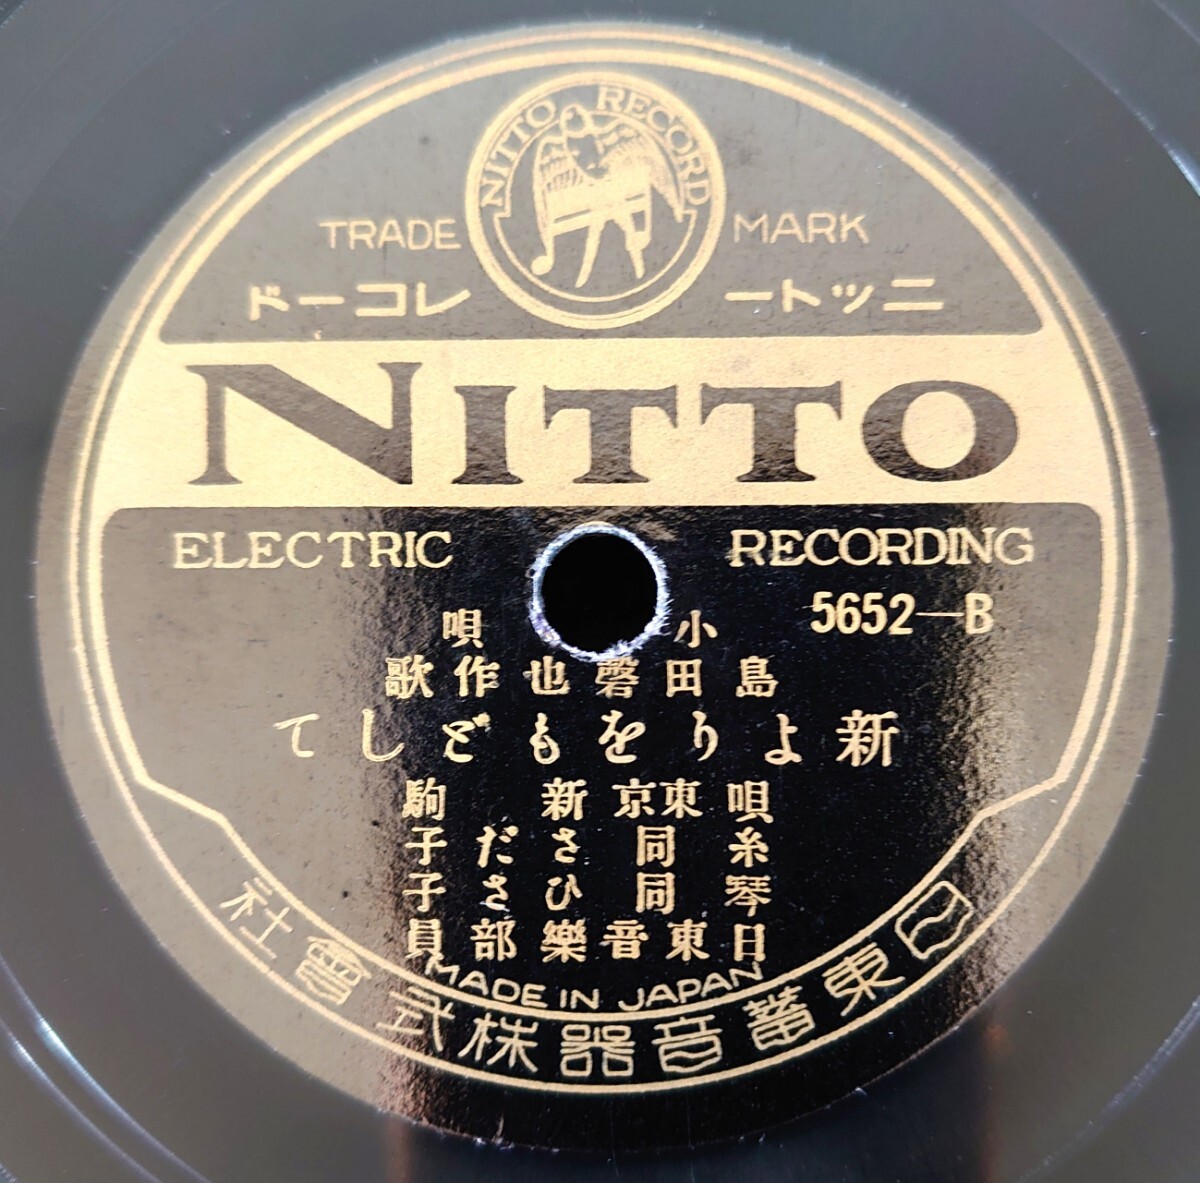 NITTO RECORD
TRADE MARK
ニットーレコード
NITTO
ELECTRIC RECORDING
5652—B
小唄
島田磬也作歌
新よりをもどして
唄 東京 新駒
糸 同 さだ子
琴 同 ひさ子
日東音樂部員
MADE IN JAPAN
日東蓄音器株式會社